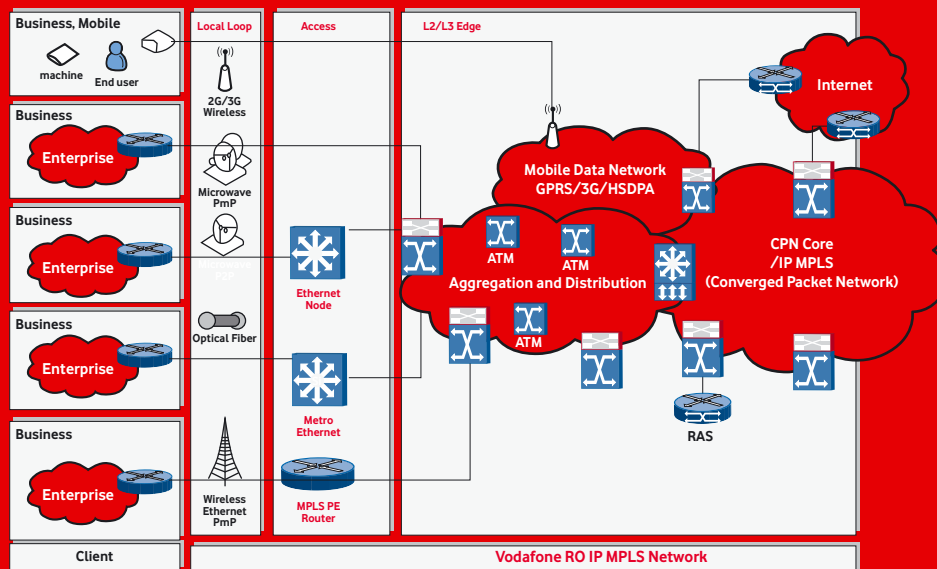 Business, Mobile
machine
End user
Business
Enterprise
Business
Enterprise
Business
Enterprise
Business
Enterprise
Client
Local Loop
2G/3G
Wireless
Microwave
PmP
Optical Fiber
Wireless
Ethernet
PmP
Access
Ethernet
Node
Metro
Ethernet
MPLS PE
Router
L2/L3 Edge
Internet
Mobile Data Network
GPRS/3G/HSDPA
ATM
ATM
Aggregation and Distribution
ATM
CPN Core
/IP MPLS
(Converged Packet Network)
RAS
Vodafone RO IP MPLS Network